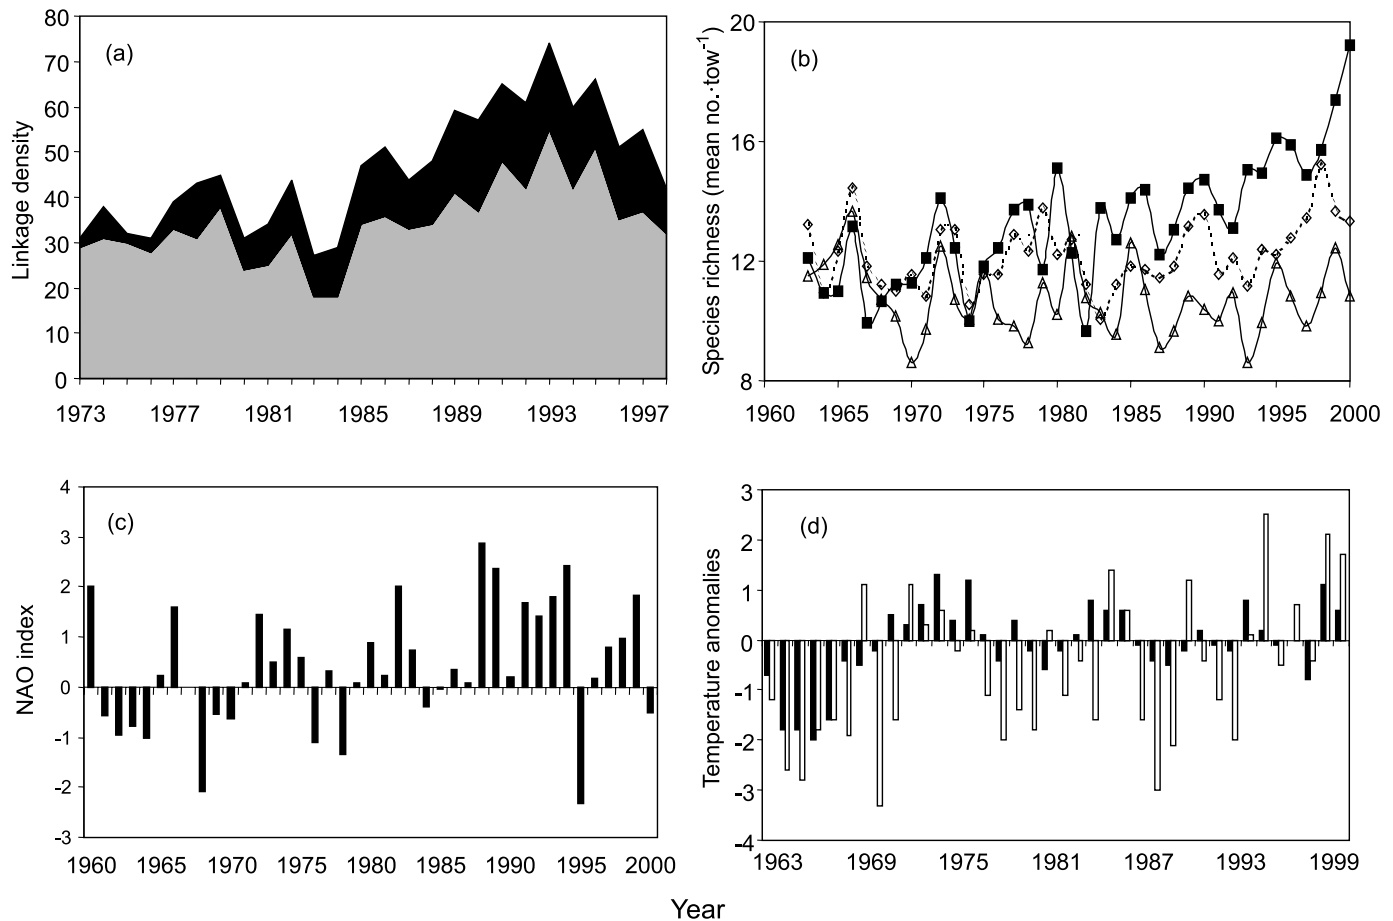 (a)
Linkage density
80
70
60
50
40
30
20
10
0
1973 1977 1981 1985 1989 1993 1997
(b)
Species richness (mean no.·tow⁻¹)
20
16
12
8
1960 1965 1970 1975 1980 1985 1990 1995 2000
(c)
NAO index
4
3
2
1
0
-1
-2
-3
1960 1965 1970 1975 1980 1985 1990 1995 2000
(d)
Temperature anomalies
3
2
1
0
-1
-2
-3
-4
1963 1969 1975 1981 1987 1993 1999
Year